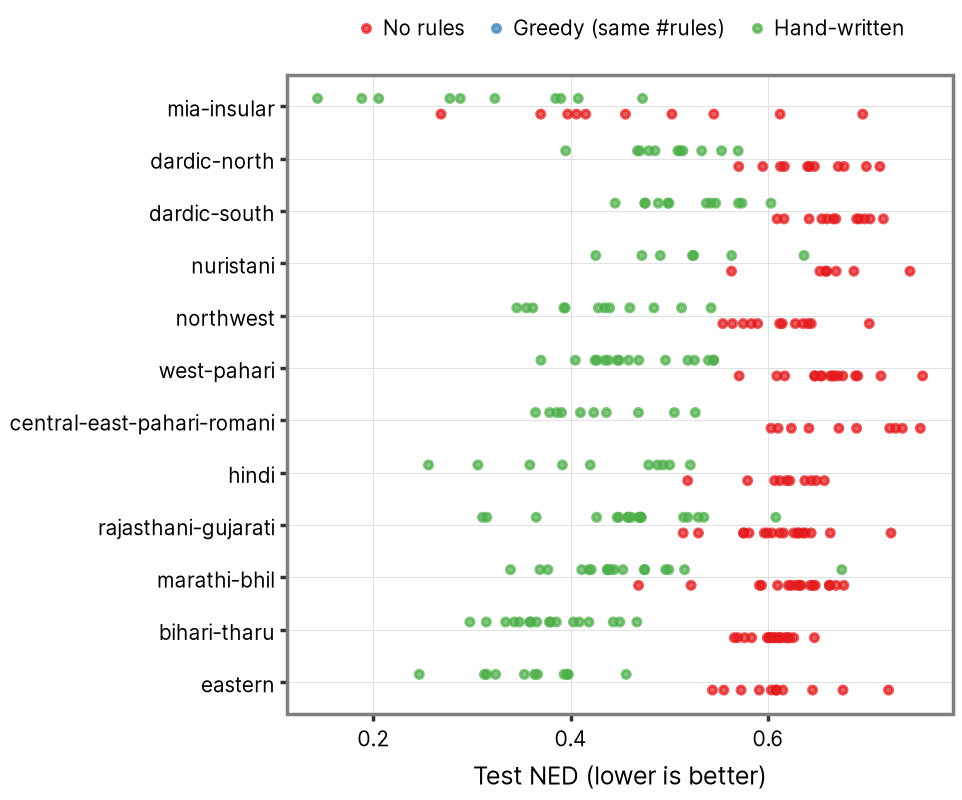 No rules Greedy (same #rules) Hand-written
mia-insular
dardic-north
dardic-south
nuristani
northwest
west-pahari
central-east-pahari-romani
hindi
rajasthani-gujarati
marathi-bhil
bihari-tharu
eastern
0.2 0.4 0.6
Test NED (lower is better)